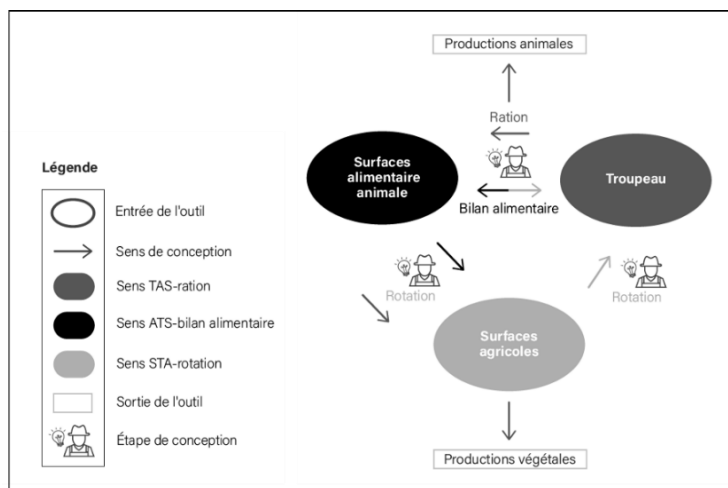 Productions animales
Ration
Surfaces
alimentaire
animale
Troupeau
Bilan alimentaire
Rotation
Rotation
Surfaces
agricoles
Productions végétales
Légende
Entrée de l'outil
Sens de conception
Sens TAS-ration
Sens ATS-bilan alimentaire
Sens STA-rotation
Sortie de l'outil
Étape de conception